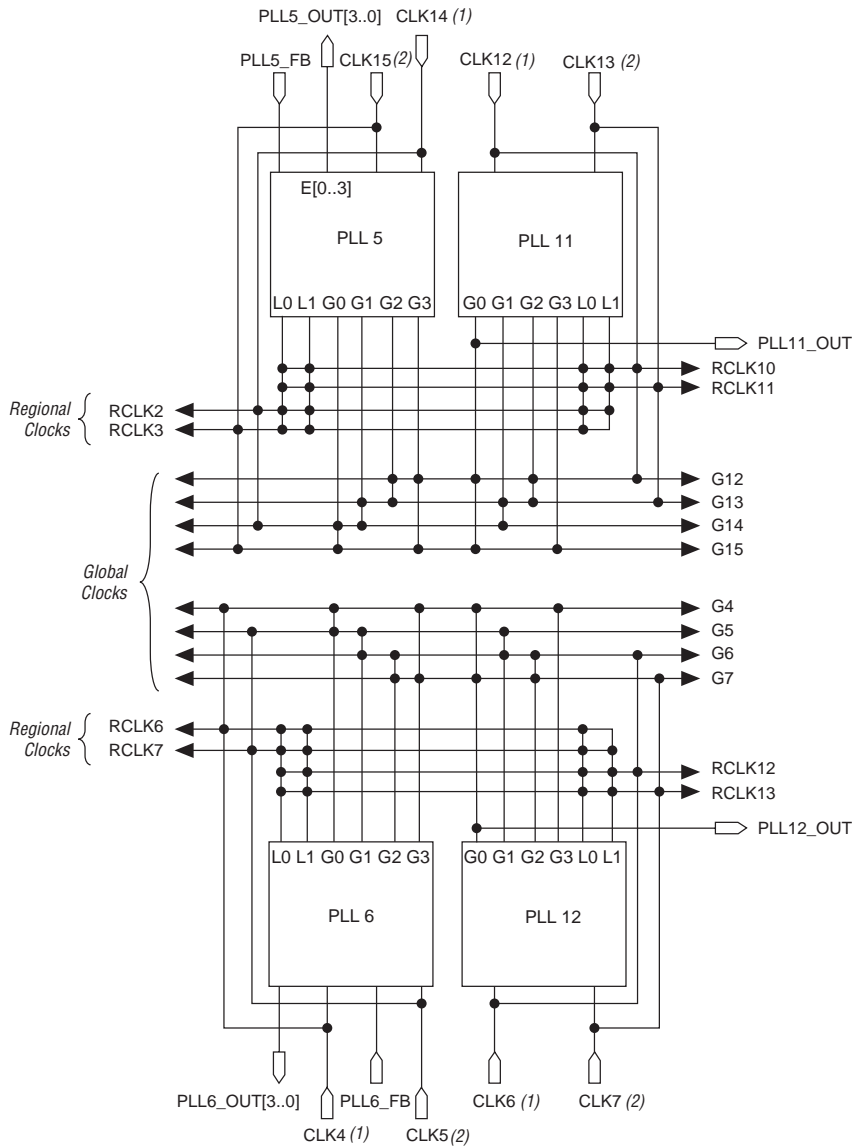 PLL5_OUT[3..0] CLK14 (1)
PLL5_FB CLK15 (2) CLK12 (1) CLK13 (2)
E[0..3]
PLL 5 PLL 11
L0 L1 G0 G1 G2 G3 G0 G1 G2 G3 L0 L1
PLL11_OUT
RCLK10
RCLK11
Regional Clocks
RCLK2
RCLK3
G12
G13
G14
G15
Global Clocks
G4
G5
G6
G7
Regional Clocks
RCLK6
RCLK7
RCLK12
RCLK13
PLL12_OUT
L0 L1 G0 G1 G2 G3 G0 G1 G2 G3 L0 L1
PLL 6 PLL 12
PLL6_OUT[3..0] PLL6_FB CLK6 (1) CLK7 (2)
CLK4 (1) CLK5 (2)